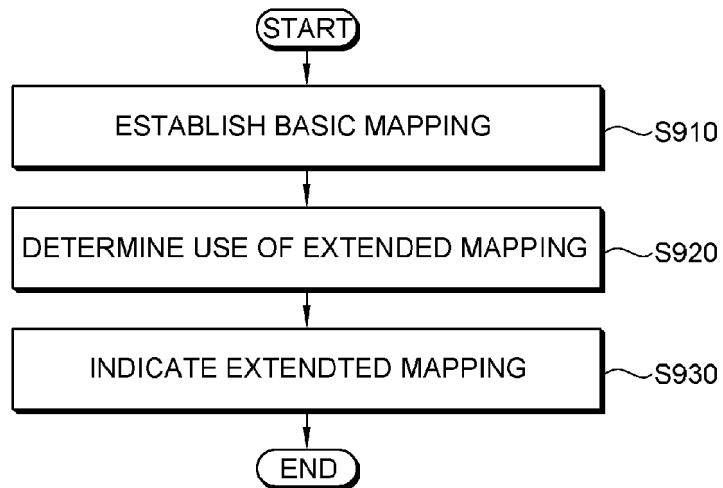 START
ESTABLISH BASIC MAPPING
S910
DETERMINE USE OF EXTENDED MAPPING
S920
INDICATE EXTENDTED MAPPING
S930
END